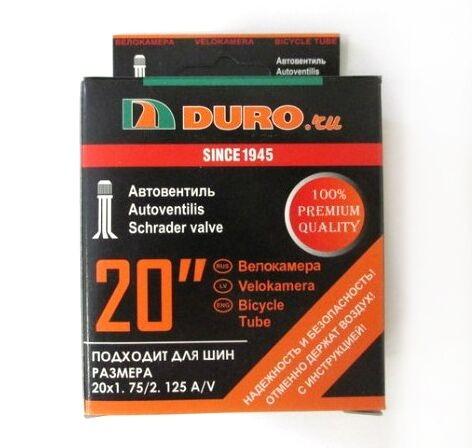 ВЕЛОКАМЕРА VELOKAMERA BICYCLE TUBE
Автовентиль
Autoventilis
DURO.ru
SINCE 1945
Автовентиль
Autoventilis
Schrader valve
100%
PREMIUM
QUALITY
20"
RUS Велокамера
LV Velokamera
ENG Bicycle
Tube
ПОДХОДИТ ДЛЯ ШИН
РАЗМЕРА
20x1. 75/2. 125 A/V
НАДЕЖНОСТЬ И БЕЗОПАСНОСТЬ!
ОТМЕННО ДЕРЖАТ ВОЗДУХ!
С ИНСТРУКЦИЕЙ!